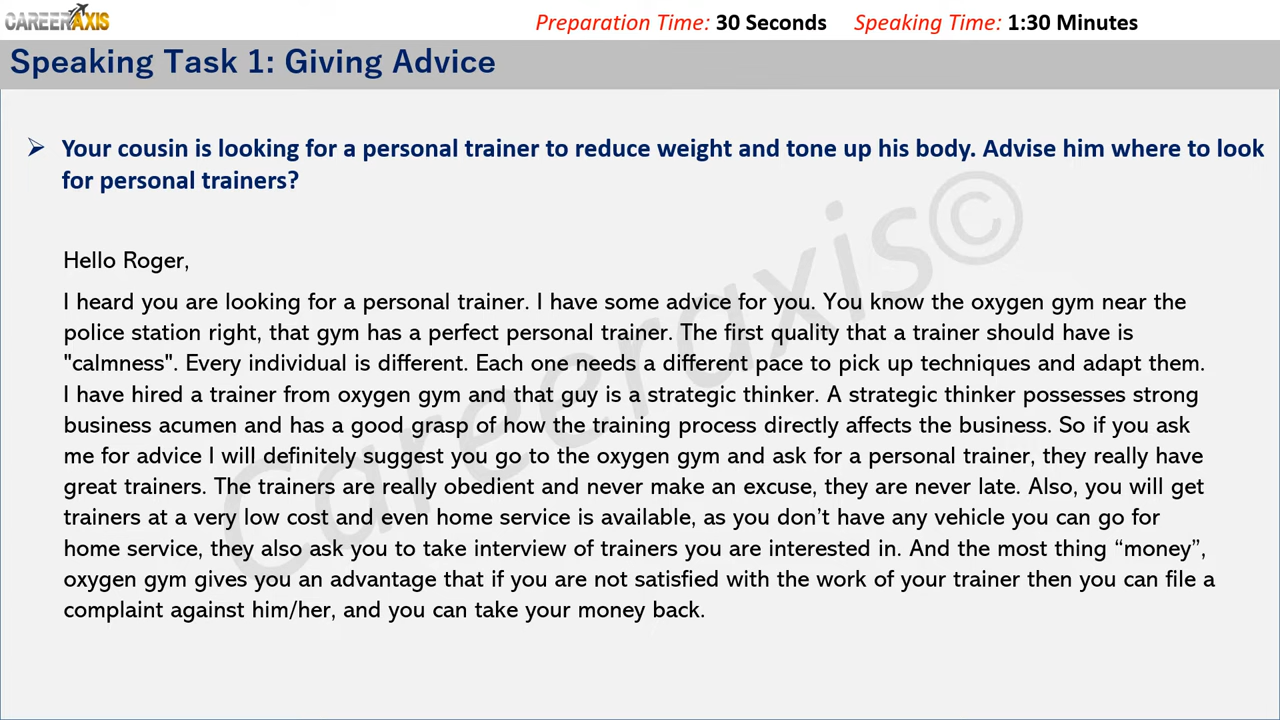 CAREERAXIS
Preparation Time: 30 Seconds Speaking Time: 1:30 Minutes
Speaking Task 1: Giving Advice
Your cousin is looking for a personal trainer to reduce weight and tone up his body. Advise him where to look
for personal trainers?
Hello Roger,
I heard you are looking for a personal trainer. I have some advice for you. You know the oxygen gym near the
police station right, that gym has a perfect personal trainer. The first quality that a trainer should have is
"calmness". Every individual is different. Each one needs a different pace to pick up techniques and adapt them.
I have hired a trainer from oxygen gym and that guy is a strategic thinker. A strategic thinker possesses strong
business acumen and has a good grasp of how the training process directly affects the business. So if you ask
me for advice I will definitely suggest you go to the oxygen gym and ask for a personal trainer, they really have
great trainers. The trainers are really obedient and never make an excuse, they are never late. Also, you will get
trainers at a very low cost and even home service is available, as you don’t have any vehicle you can go for
home service, they also ask you to take interview of trainers you are interested in. And the most thing “money”,
oxygen gym gives you an advantage that if you are not satisfied with the work of your trainer then you can file a
complaint against him/her, and you can take your money back.
Careeraxis©